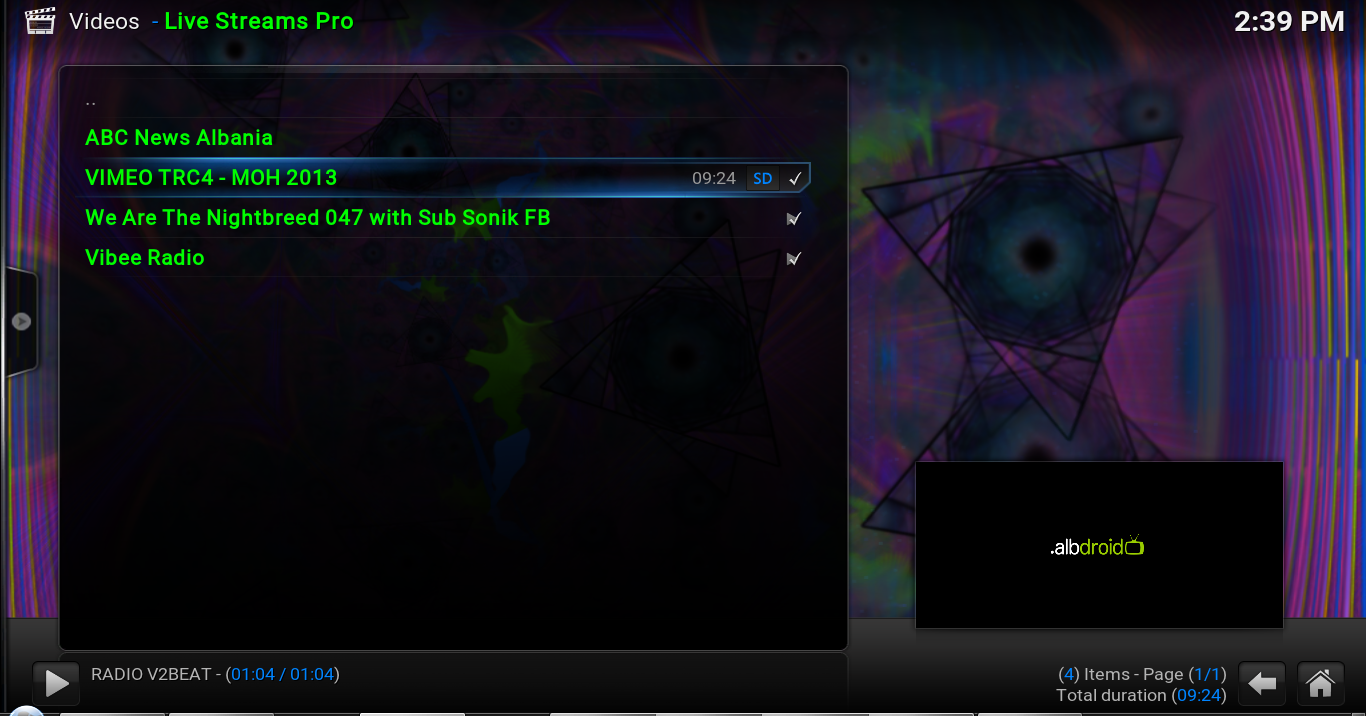 Videos - Live Streams Pro
2:39 PM
..
ABC News Albania
VIMEO TRC4 - MOH 2013 09:24 SD
We Are The Nightbreed 047 with Sub Sonik FB
Vibee Radio
.albdroid
RADIO V2BEAT - (01:04 / 01:04)
(4) Items - Page (1/1)
Total duration (09:24)